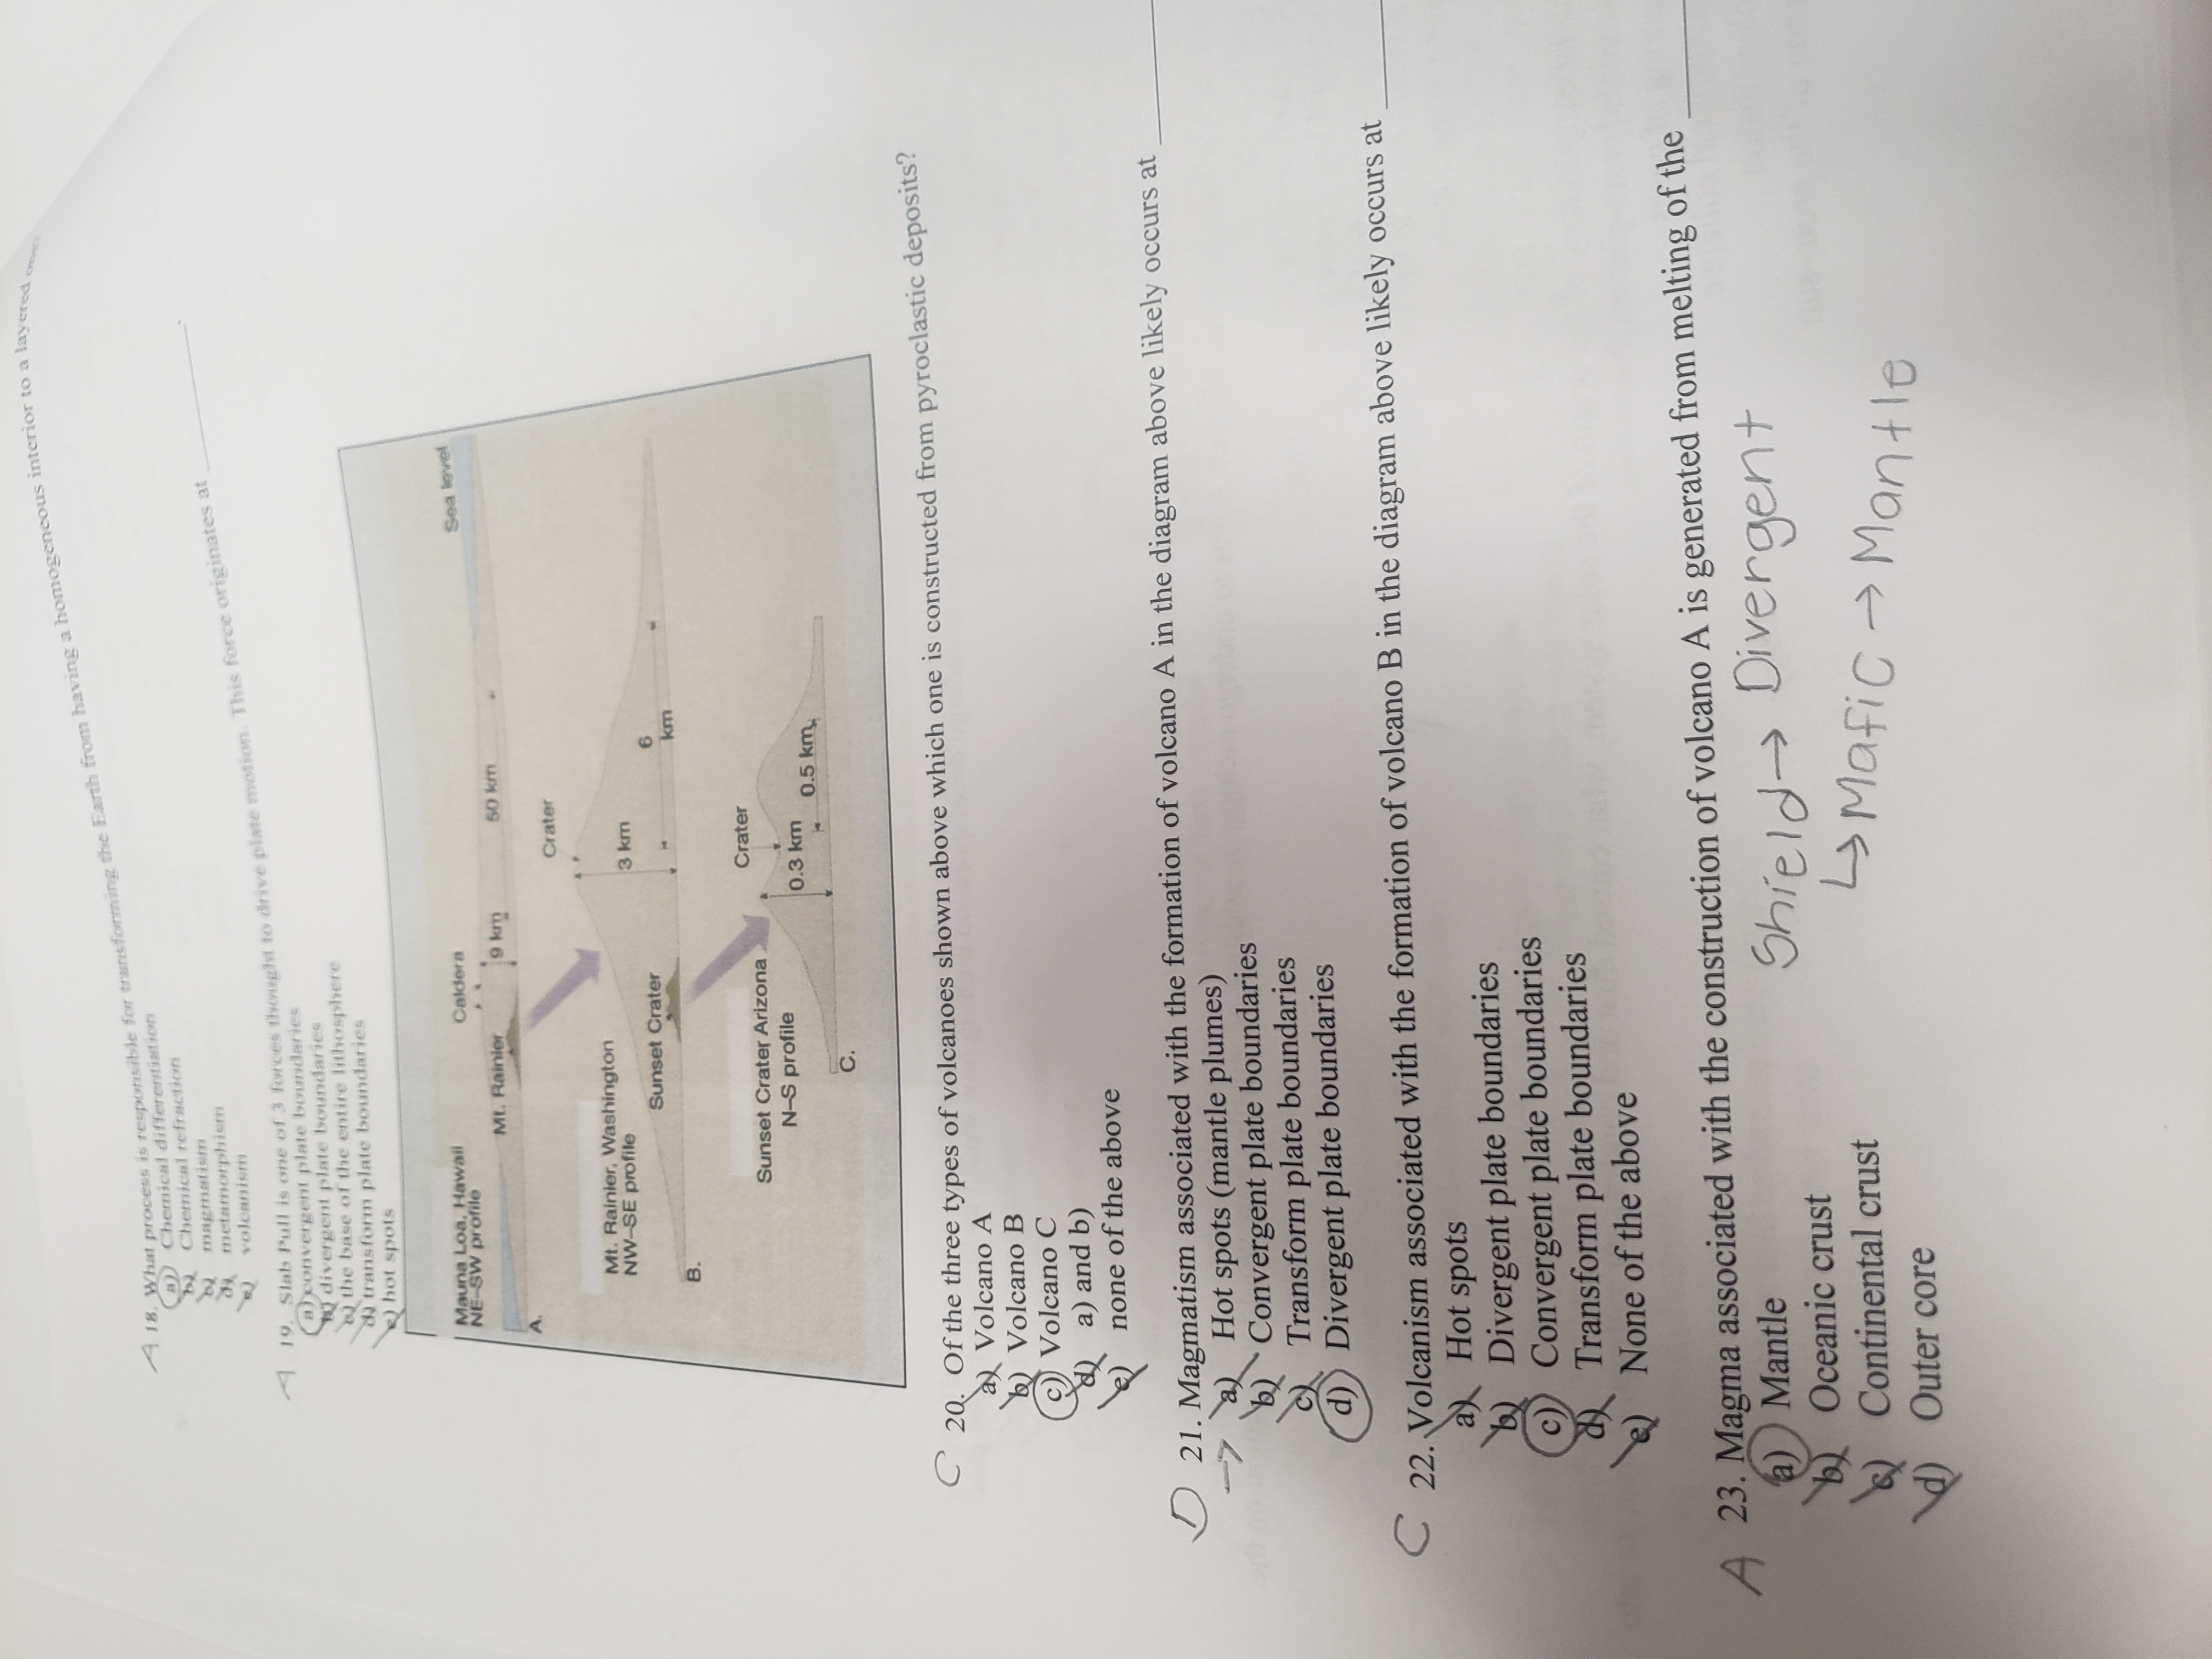 A 18. What process is responsible for transforming the Earth from having a homogeneous interior to a layered one.
a) Chemical differentiation
b) Chemical refraction
c) magmatism
d) metamorphism
e) volcanism
A 19. Slab Pull is one of 3 forces thought to drive plate motion. This force originates at ________.
a) convergent plate boundaries
b) divergent plate boundaries
c) the base of the entire lithosphere
d) transform plate boundaries
e) hot spots
Mauna Loa, Hawaii
NE–SW profile
Caldera
Sea level
Mt. Rainier
9 km
50 km
A.
Crater
Mt. Rainier, Washington
NW–SE profile
3 km
6
km
Sunset Crater
B.
Crater
Sunset Crater Arizona
N–S profile
0.3 km
0.5 km
C.
C 20. Of the three types of volcanoes shown above which one is constructed from pyroclastic deposits?
a) Volcano A
b) Volcano B
c) Volcano C
d) a) and b)
e) none of the above
D 21. Magmatism associated with the formation of volcano A in the diagram above likely occurs at ________
→ a) Hot spots (mantle plumes)
b) Convergent plate boundaries
c) Transform plate boundaries
d) Divergent plate boundaries
C 22. Volcanism associated with the formation of volcano B in the diagram above likely occurs at ________
a) Hot spots
b) Divergent plate boundaries
c) Convergent plate boundaries
d) Transform plate boundaries
e) None of the above
A 23. Magma associated with the construction of volcano A is generated from melting of the ________
a) Mantle
b) Oceanic crust
c) Continental crust
d) Outer core
Shield → Divergent
↳ Mafic → Mantle